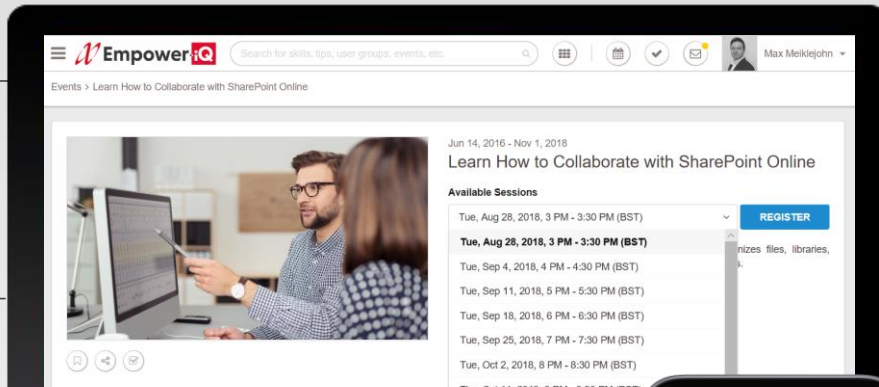 Empower iQ
Search for skills, tips, user groups, events, etc.
Max Meiklejohn
Events > Learn How to Collaborate with SharePoint Online
Jun 14, 2016 - Nov 1, 2018
Learn How to Collaborate with SharePoint Online
Available Sessions
Tue, Aug 28, 2018, 3 PM - 3:30 PM (BST)
REGISTER
Tue, Aug 28, 2018, 3 PM - 3:30 PM (BST)
files, libraries,
Tue, Sep 4, 2018, 4 PM - 4:30 PM (BST)
Tue, Sep 11, 2018, 5 PM - 5:30 PM (BST)
Tue, Sep 18, 2018, 6 PM - 6:30 PM (BST)
Tue, Sep 25, 2018, 7 PM - 7:30 PM (BST)
Tue, Oct 2, 2018, 8 PM - 8:30 PM (BST)